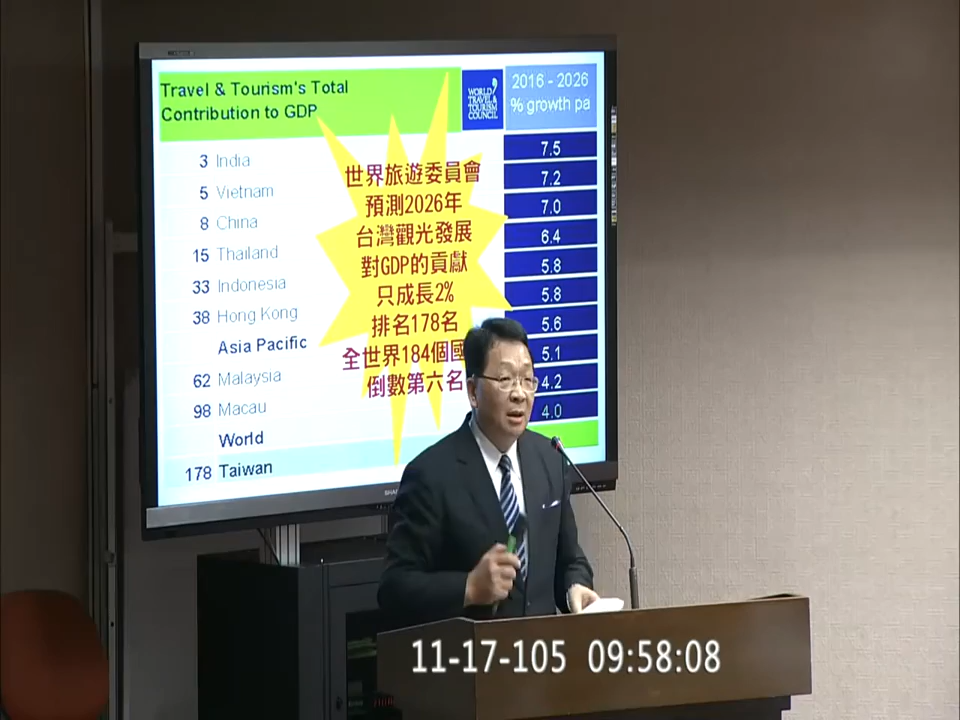 Travel & Tourism's Total
Contribution to GDP
WORLD
TRAVEL &
TOURISM
COUNCIL
2016 - 2026
% growth pa
3 India 7.5
5 Vietnam 7.2
8 China 7.0
15 Thailand 6.4
33 Indonesia 5.8
38 Hong Kong 5.8
Asia Pacific 5.6
62 Malaysia 5.1
98 Macau 4.2
World 4.0
178 Taiwan
世界旅遊委員會
預測2026年
台灣觀光發展
對GDP的貢獻
只成長2%
排名178名
全世界184個國
倒數第六名
11-17-105 09:58:08